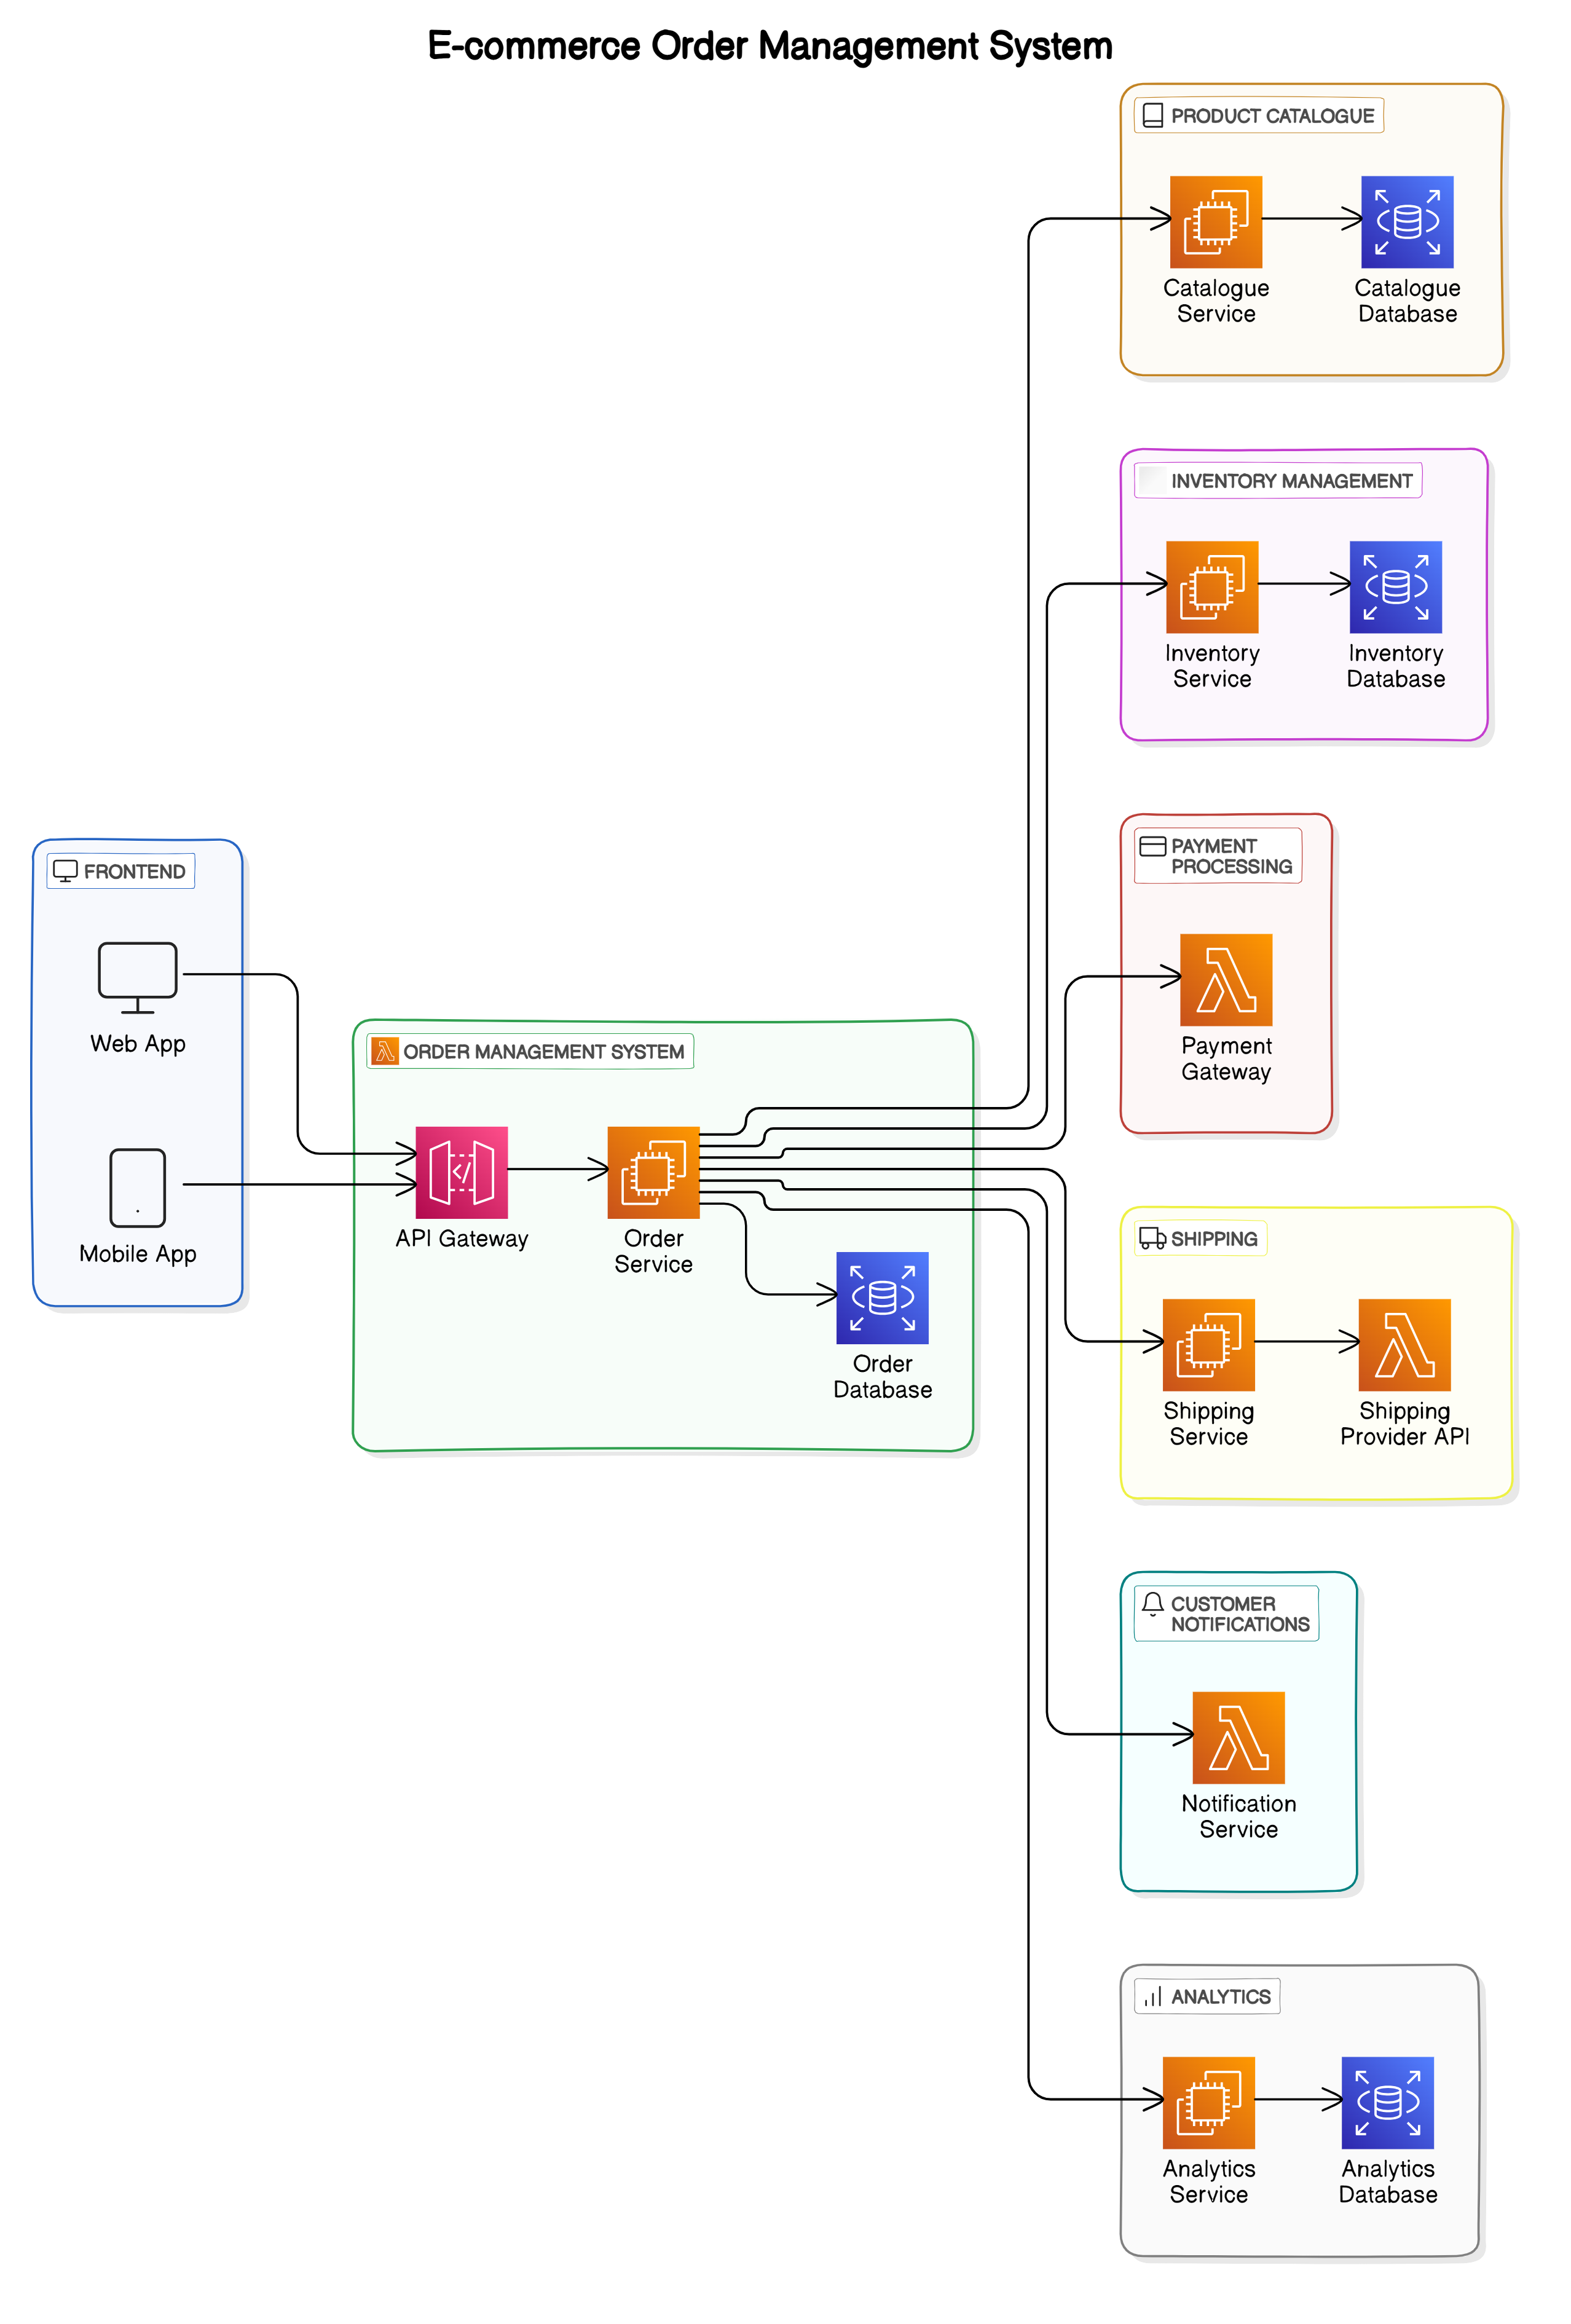 E-commerce Order Management System
PRODUCT CATALOGUE
Catalogue
Service
Catalogue
Database
INVENTORY MANAGEMENT
Inventory
Service
Inventory
Database
FRONTEND
Web App
Mobile App
ORDER MANAGEMENT SYSTEM
API Gateway
Order
Service
Order
Database
PAYMENT
PROCESSING
Payment
Gateway
SHIPPING
Shipping
Service
Shipping
Provider API
CUSTOMER
NOTIFICATIONS
Notification
Service
ANALYTICS
Analytics
Service
Analytics
Database